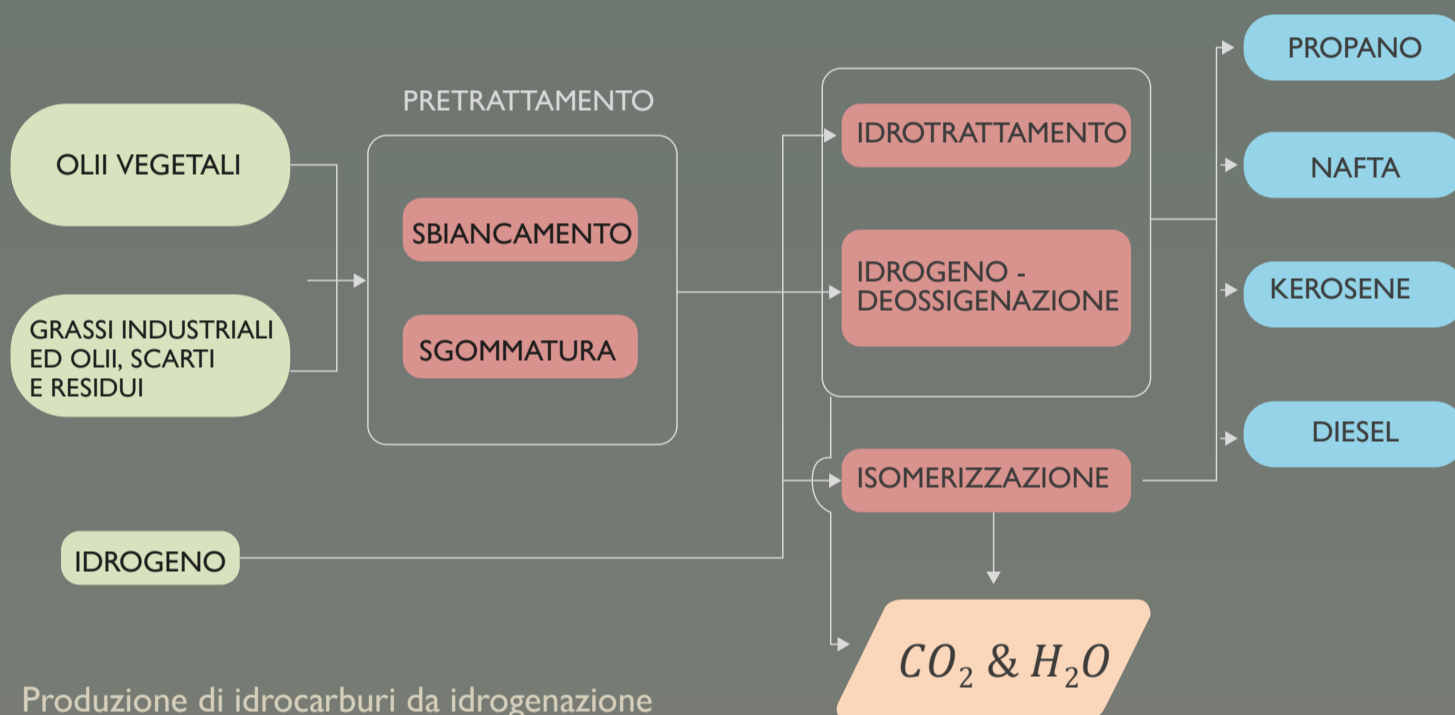 OLII VEGETALI
GRASSI INDUSTRIALI
ED OLII, SCARTI
E RESIDUI
IDROGENO
PRETRATTAMENTO
SBIANCAMENTO
SGOMMATURA
IDROTRATTAMENTO
IDROGENO -
DEOSSIGENAZIONE
ISOMERIZZAZIONE
CO₂ & H₂O
PROPANO
NAFTA
KEROSENE
DIESEL
Produzione di idrocarburi da idrogenazione